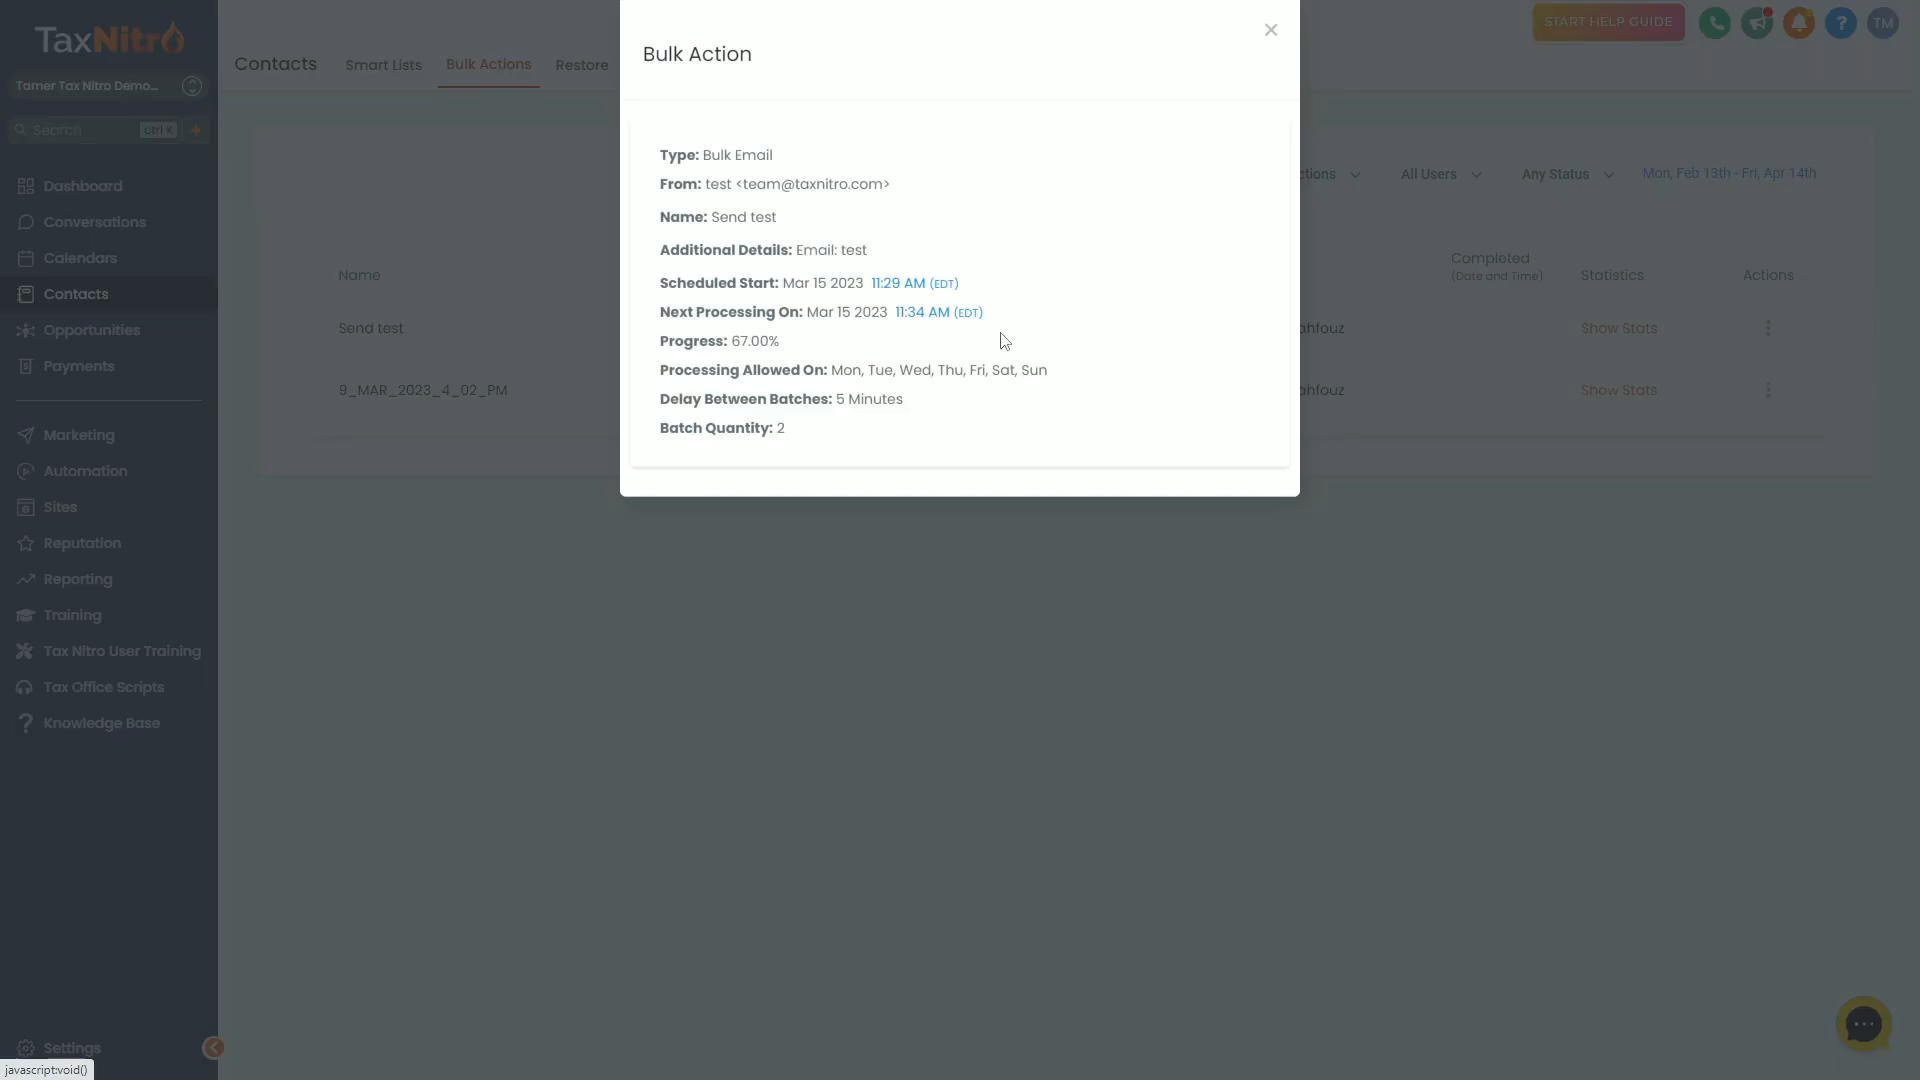 TaxNitro
Tamer Tax Nitro Demo...
Search
ctrl K
Dashboard
Conversations
Calendars
Contacts
Opportunities
Payments
Marketing
Automation
Sites
Reputation
Reporting
Training
Tax Nitro User Training
Tax Office Scripts
Knowledge Base
Settings
javascript:void()
Contacts
Smart Lists
Bulk Actions
Restore
START HELP GUIDE
?
TM
ctions
All Users
Any Status
Mon, Feb 13th - Fri, Apr 14th
Name
Completed
(Date and Time)
Statistics
Actions
Send test
ahfouz
Show Stats
9_MAR_2023_4_02_PM
ahfouz
Show Stats
Bulk Action
×
Type: Bulk Email
From: test <team@taxnitro.com>
Name: Send test
Additional Details: Email: test
Scheduled Start: Mar 15 2023 11:29 AM (EDT)
Next Processing On: Mar 15 2023 11:34 AM (EDT)
Progress: 67.00%
Processing Allowed On: Mon, Tue, Wed, Thu, Fri, Sat, Sun
Delay Between Batches: 5 Minutes
Batch Quantity: 2